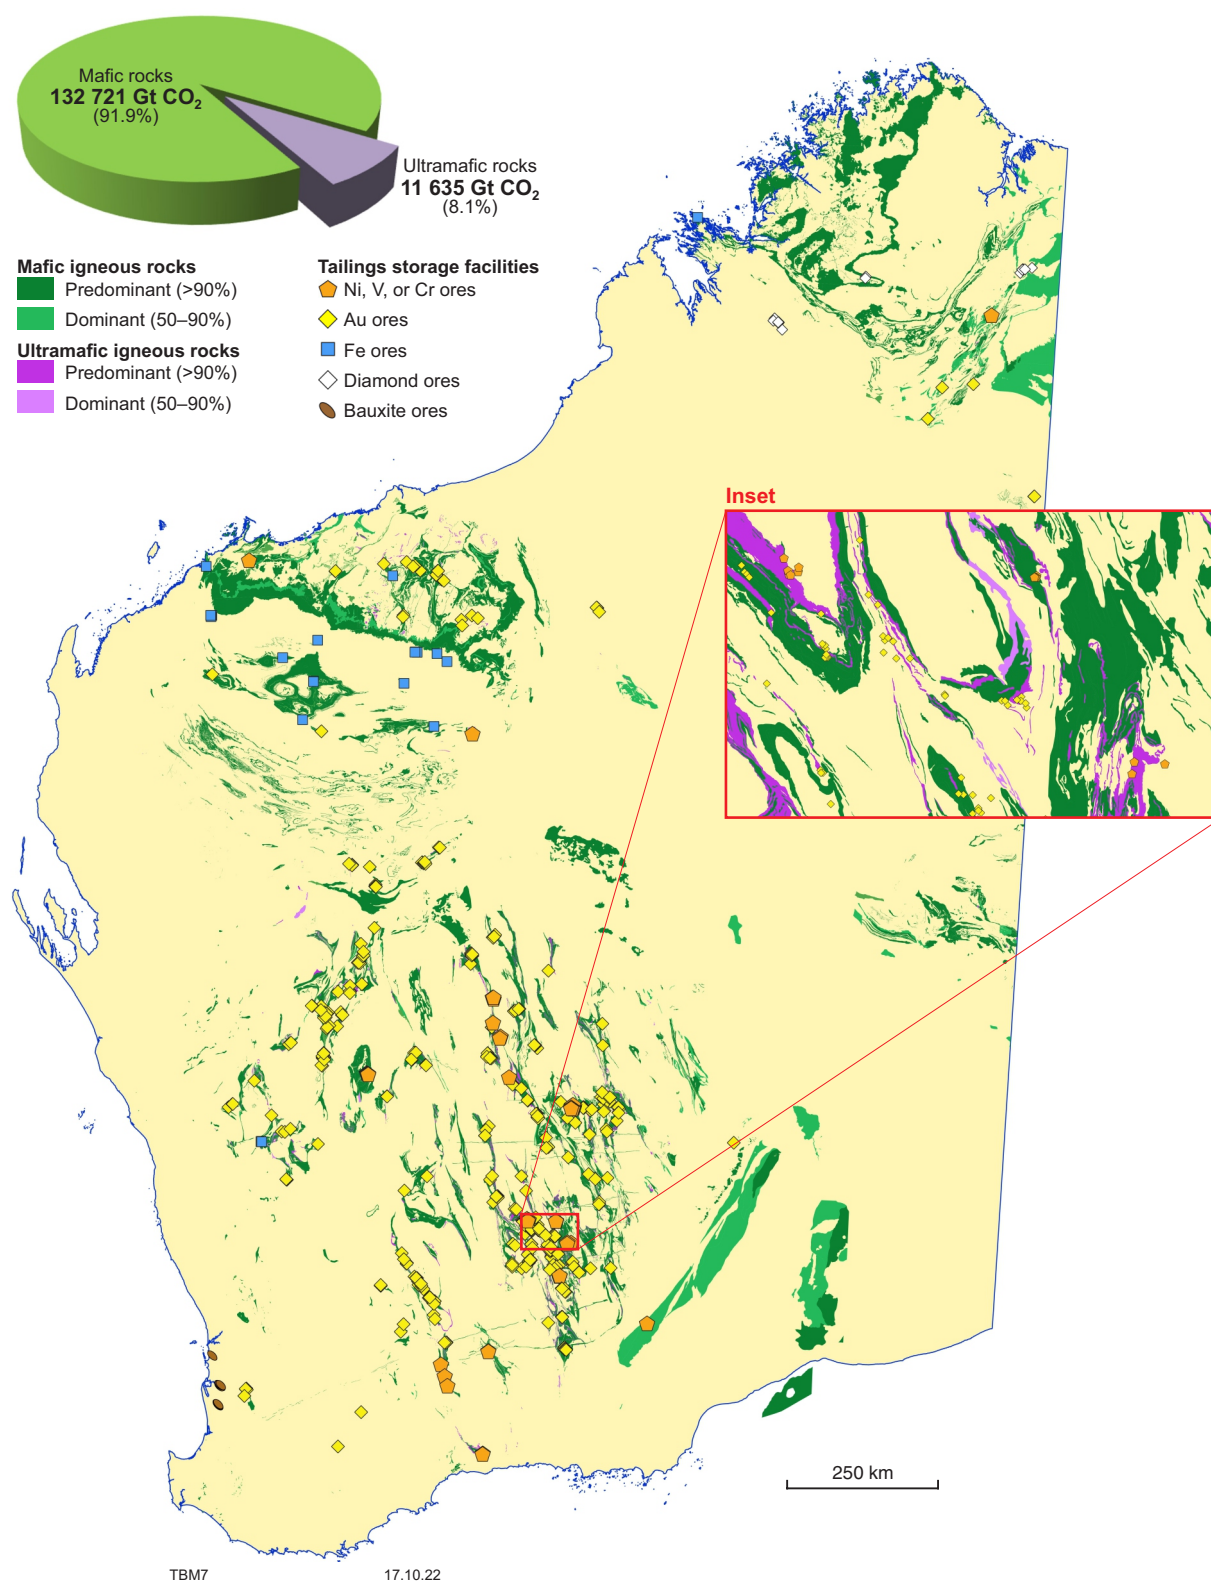 Mafic rocks
132 721 Gt CO2
(91.9%)
Ultramafic rocks
11 635 Gt CO2
(8.1%)
Mafic igneous rocks
Predominant (>90%)
Dominant (50–90%)
Ultramafic igneous rocks
Predominant (>90%)
Dominant (50–90%)
Tailings storage facilities
Ni, V, or Cr ores
Au ores
Fe ores
Diamond ores
Bauxite ores
Inset
250 km
TBM7
17.10.22